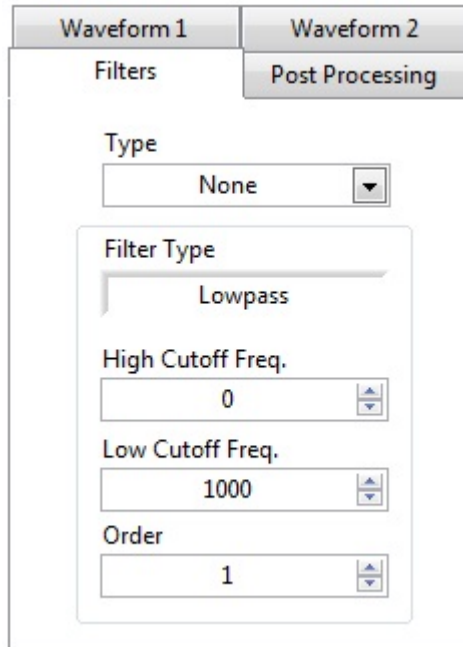 Waveform 1 Waveform 2
Filters Post Processing
Type
None
Filter Type
Lowpass
High Cutoff Freq.
0
Low Cutoff Freq.
1000
Order
1